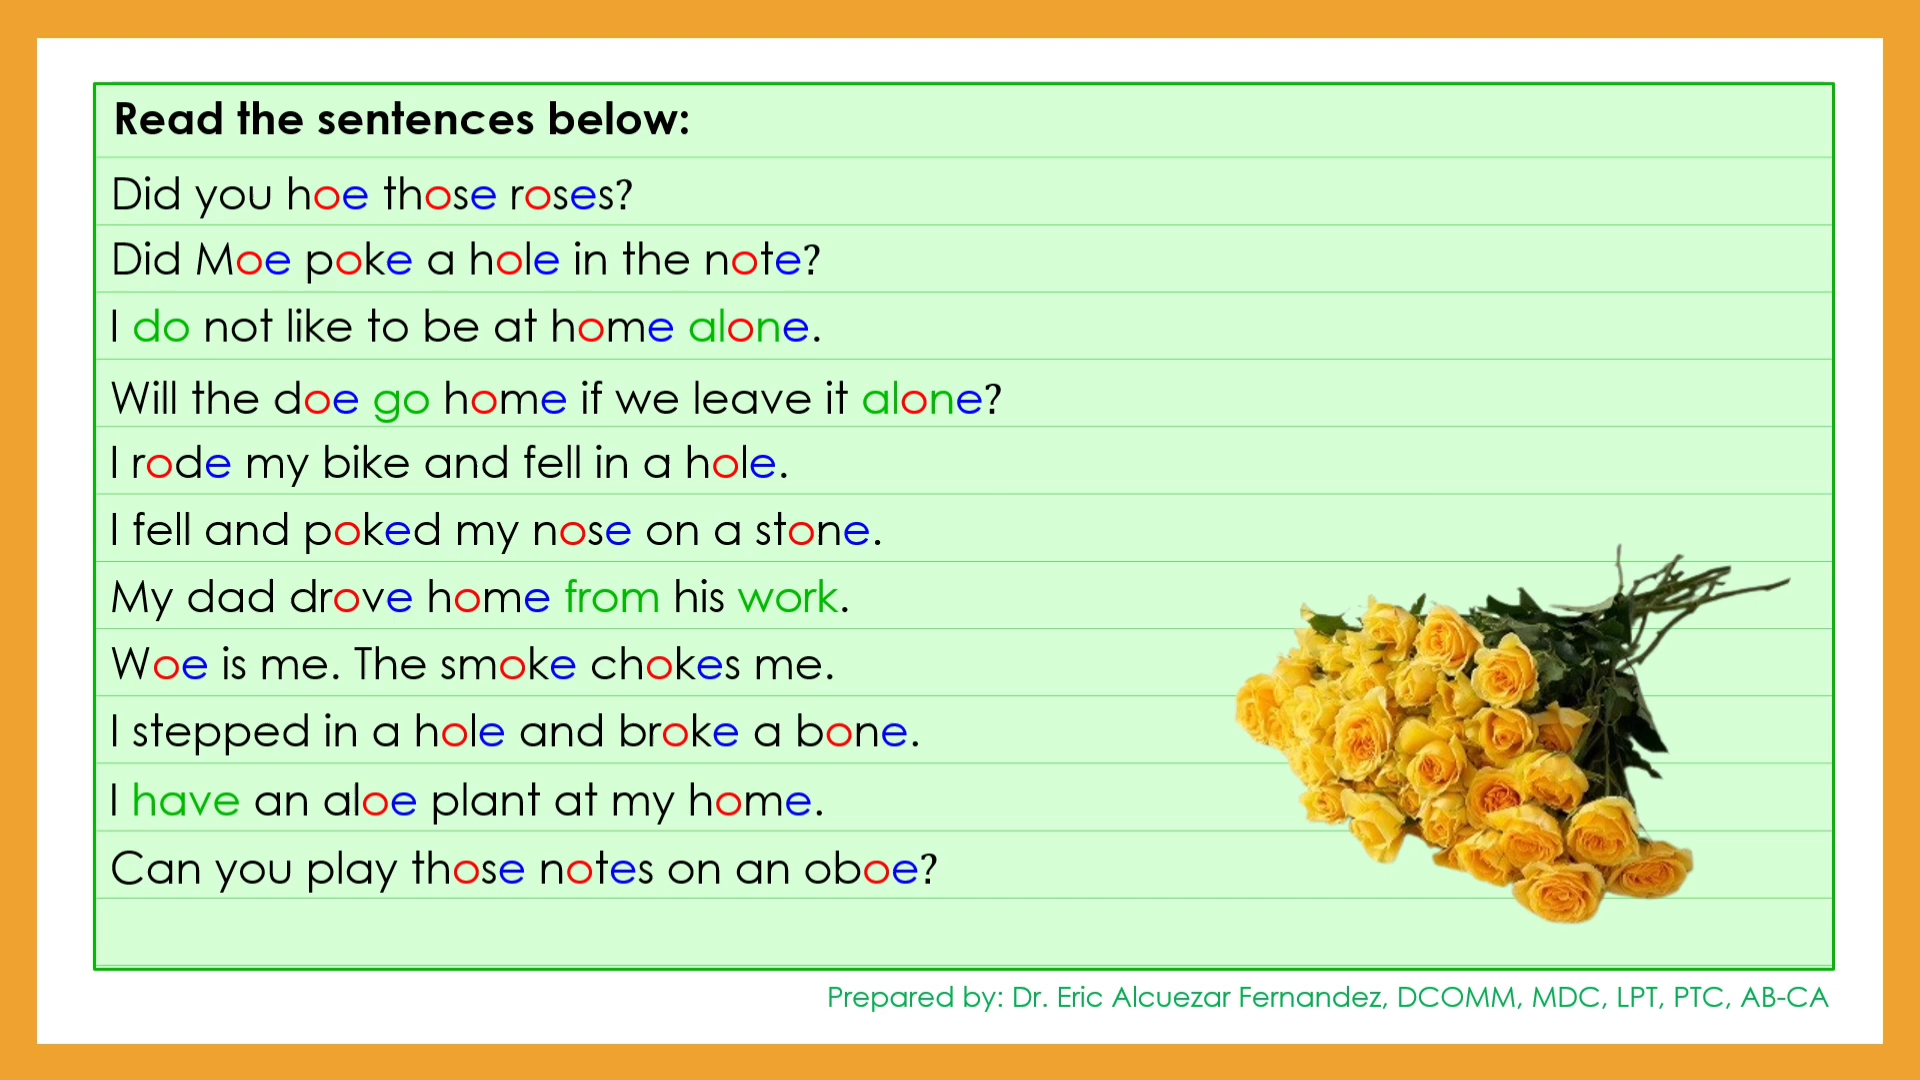 Read the sentences below:
Did you hoe those roses?
Did Moe poke a hole in the note?
I do not like to be at home alone.
Will the doe go home if we leave it alone?
I rode my bike and fell in a hole.
I fell and poked my nose on a stone.
My dad drove home from his work.
Woe is me. The smoke chokes me.
I stepped in a hole and broke a bone.
I have an aloe plant at my home.
Can you play those notes on an oboe?
Prepared by: Dr. Eric Alcuezar Fernandez, DCOMM, MDC, LPT, PTC, AB-CA